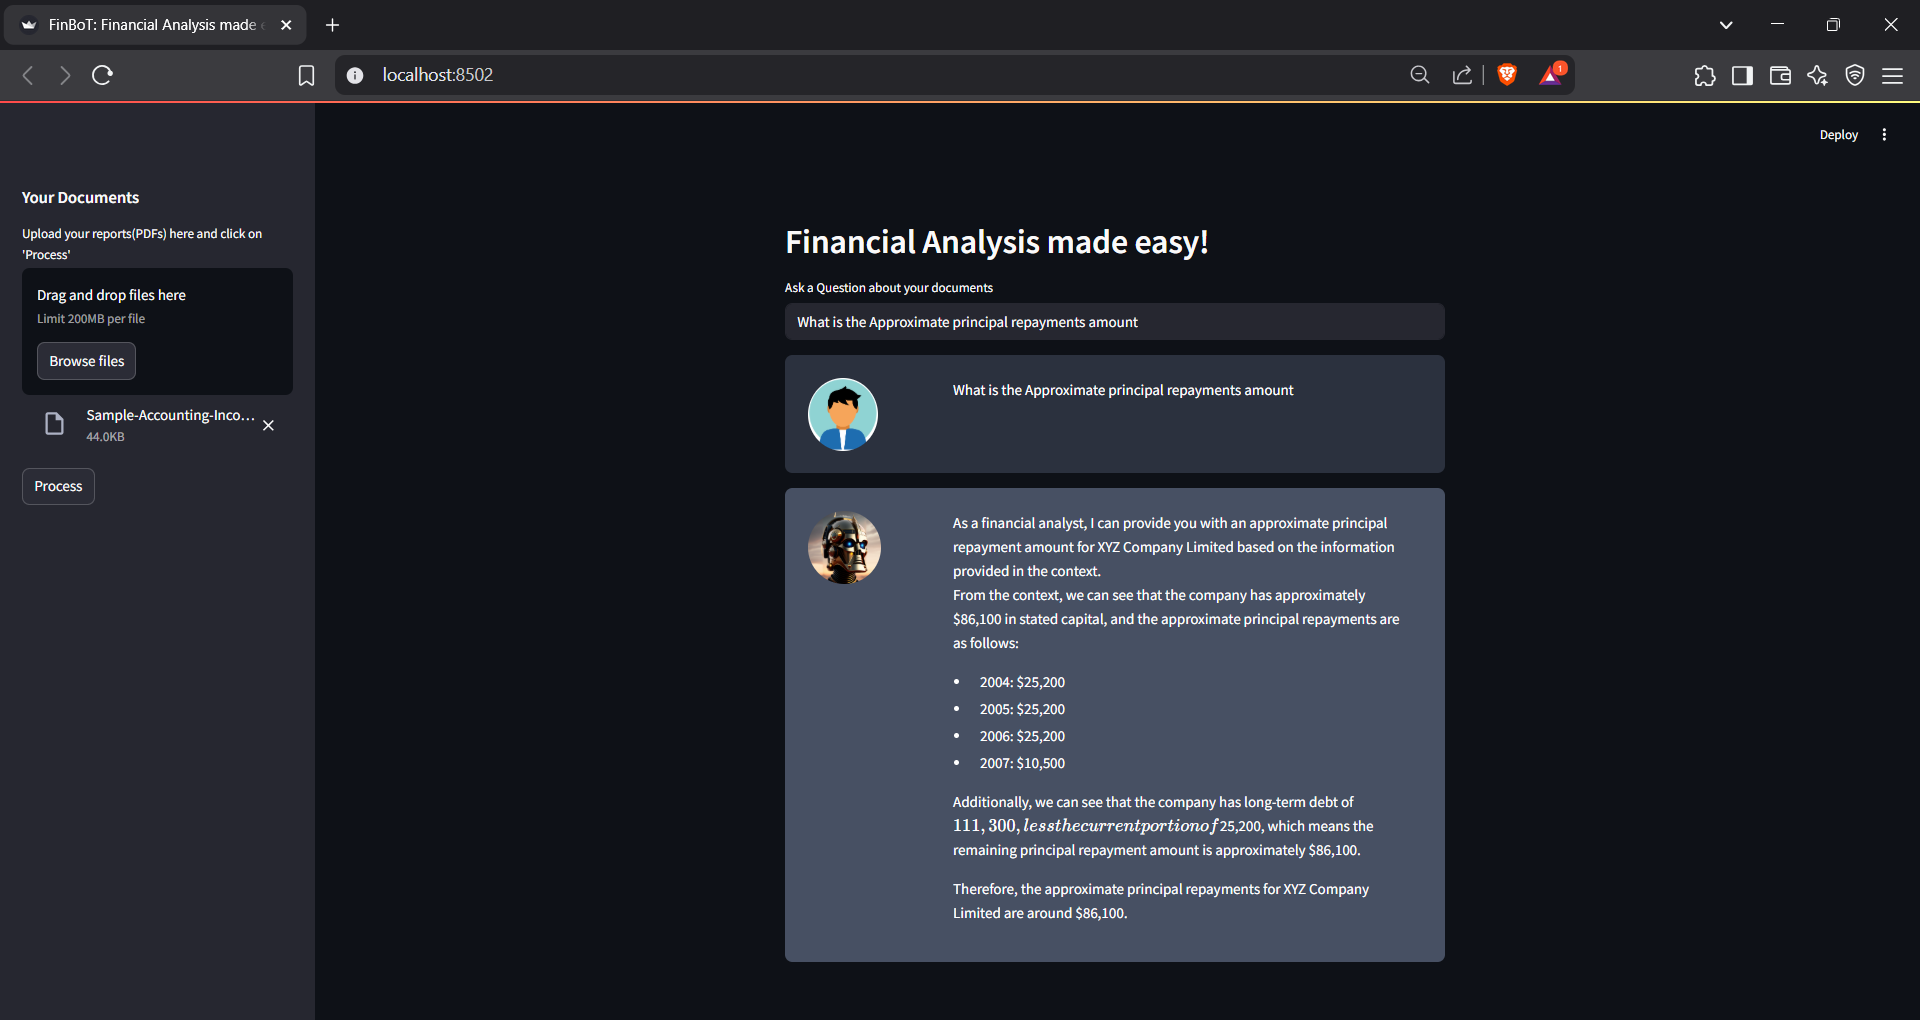 FinBoT: Financial Analysis made
localhost:8502
1
Deploy
Your Documents
Upload your reports(PDFs) here and click on
'Process'
Drag and drop files here
Limit 200MB per file
Browse files
Sample-Accounting-Inco...
44.0KB
Process
Financial Analysis made easy!
Ask a Question about your documents
What is the Approximate principal repayments amount
What is the Approximate principal repayments amount
As a financial analyst, I can provide you with an approximate principal
repayment amount for XYZ Company Limited based on the information
provided in the context.
From the context, we can see that the company has approximately
$86,100 in stated capital, and the approximate principal repayments are
as follows:
• 2004: $25,200
• 2005: $25,200
• 2006: $25,200
• 2007: $10,500
Additionally, we can see that the company has long-term debt of
111, 300, lessthecurrentportionof25,200, which means the
remaining principal repayment amount is approximately $86,100.
Therefore, the approximate principal repayments for XYZ Company
Limited are around $86,100.